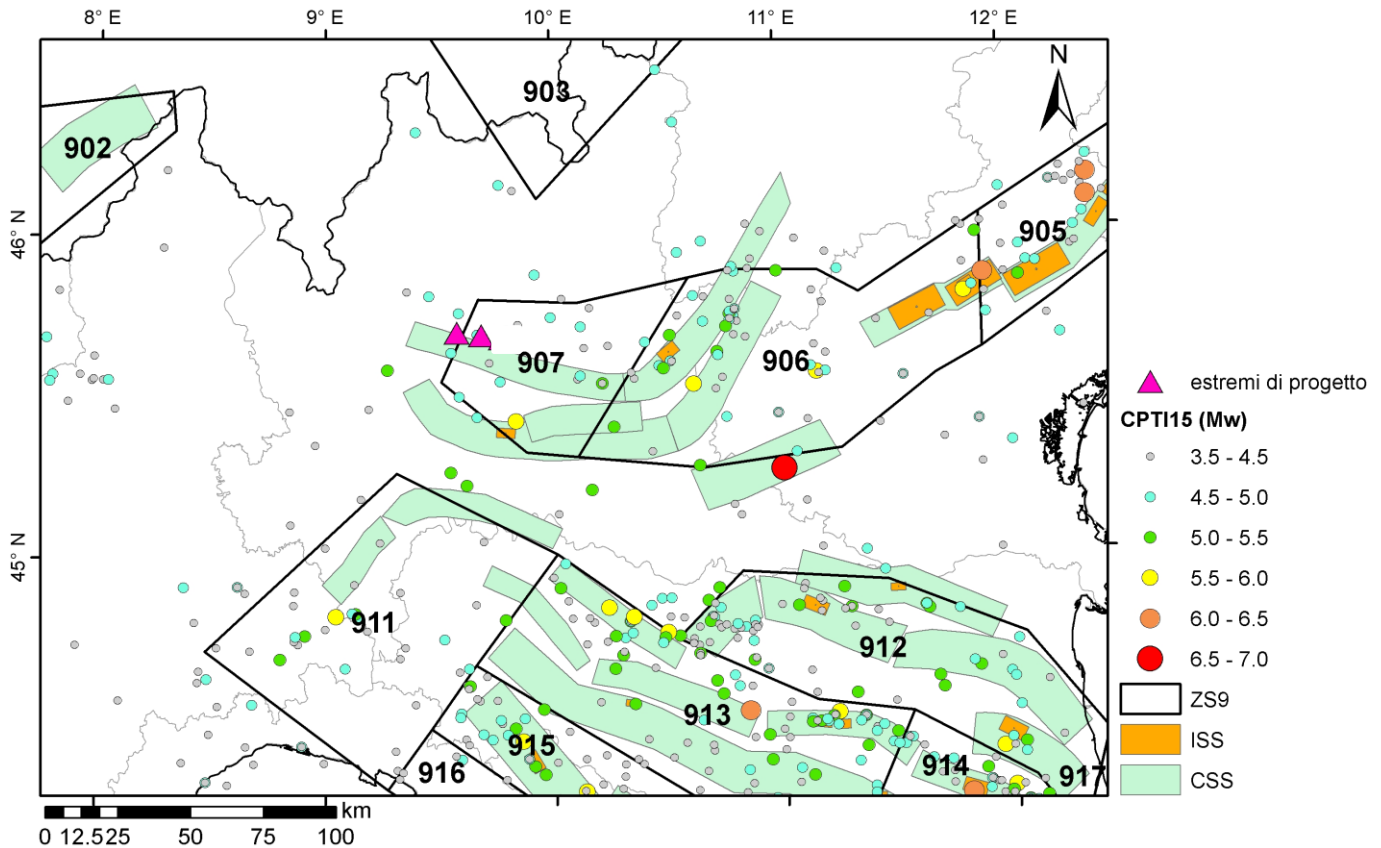 8° E 9° E 10° E 11° E 12° E
N
903
902
46° N
905
907
906
estremi di progetto
CPTI15 (Mw)
3.5 - 4.5
4.5 - 5.0
5.0 - 5.5
5.5 - 6.0
6.0 - 6.5
6.5 - 7.0
ZS9
ISS
CSS
45° N
911
912
913
915
916
914
917
km
0 12.5 25 50 75 100